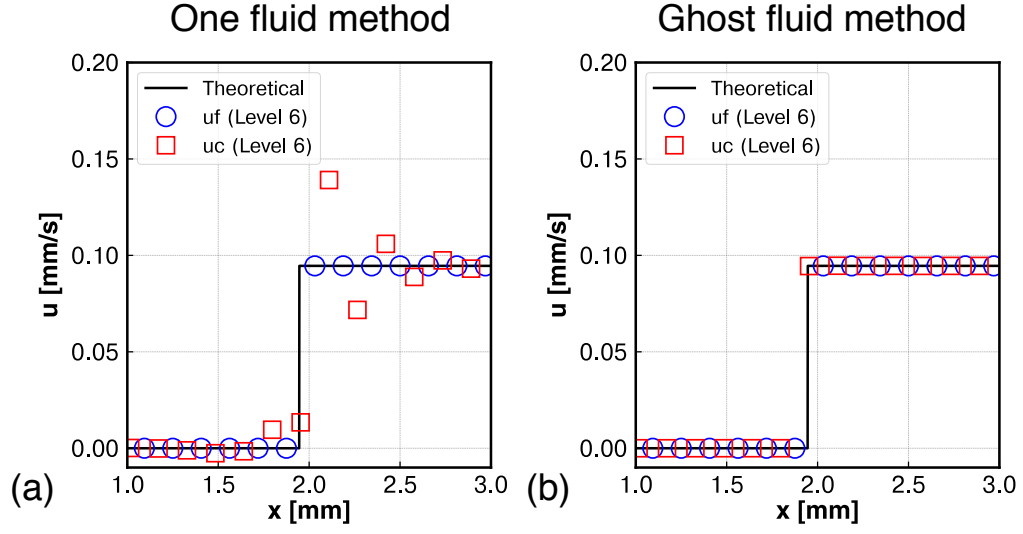 One fluid method
Ghost fluid method
0.20
0.15
0.10
0.05
0.00
u [mm/s]
Theoretical
uf (Level 6)
uc (Level 6)
1.0 1.5 2.0 2.5 3.0
x [mm]
(a)
0.20
0.15
0.10
0.05
0.00
u [mm/s]
Theoretical
uf (Level 6)
uc (Level 6)
1.0 1.5 2.0 2.5 3.0
x [mm]
(b)